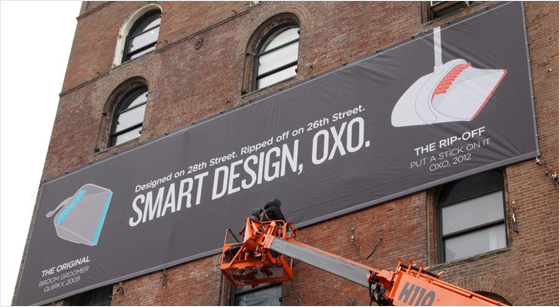 Designed on 28th Street. Ripped off on 26th Street.
SMART DESIGN, OXO.
THE ORIGINAL
BROOM GROOMER
QUIRKY, 2009
THE RIP-OFF
PUT A STICK ON IT
OXO, 2012